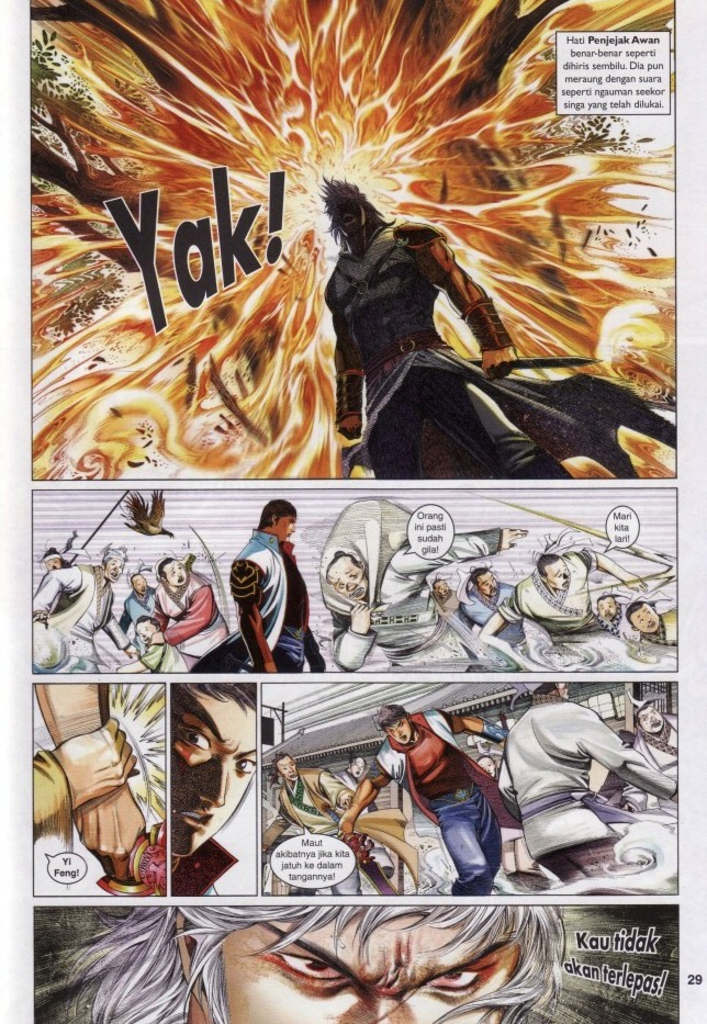 Hati Penjejak Awan
benar-benar seperti
dihiris sembilu. Dia pun
meraung dengan suara
seperti ngauman seekor
singa yang telah dilukai.
Yak!
Orang
ini pasti
sudah
gila!
Mari
kita
lari!
Yi
Feng!
Maut
akibatnya jika kita
jatuh ke dalam
tangannya!
Kau tidak
akan terlepas!
29